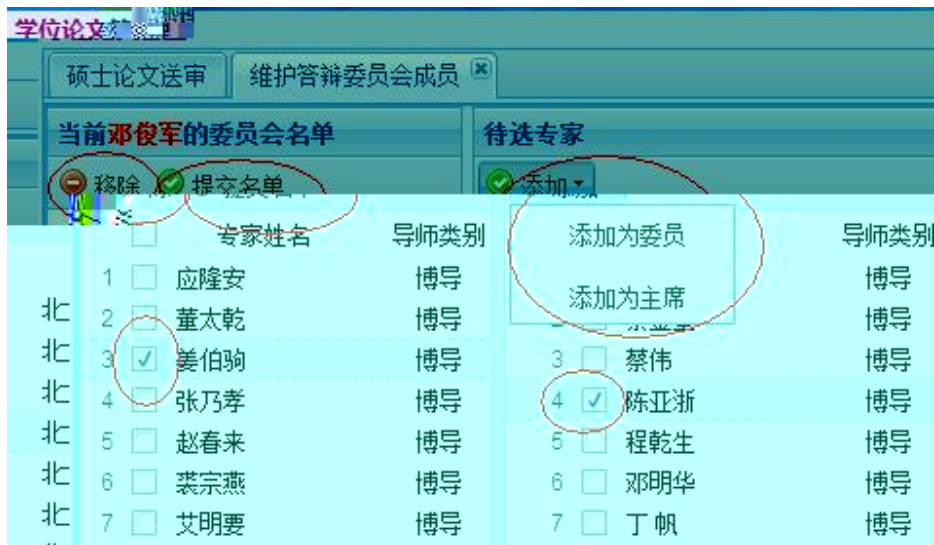 学位论文
硕士论文送审 维护答辩委员会成员
当前邓俊军的委员会名单 待选专家
移除 提交名单 添加
专家姓名 导师类别 添加为委员 导师类别
1 应隆安 博导 博导
添加为主席
北 2 董太乾 博导 博导
北 3 姜伯驹 博导 3 蔡伟 博导
北 4 张乃孝 博导 4 陈亚浙 博导
北 5 赵春来 博导 5 程乾生 博导
北 6 裘宗燕 博导 6 邓明华 博导
北 7 艾明要 博导 7 丁帆 博导